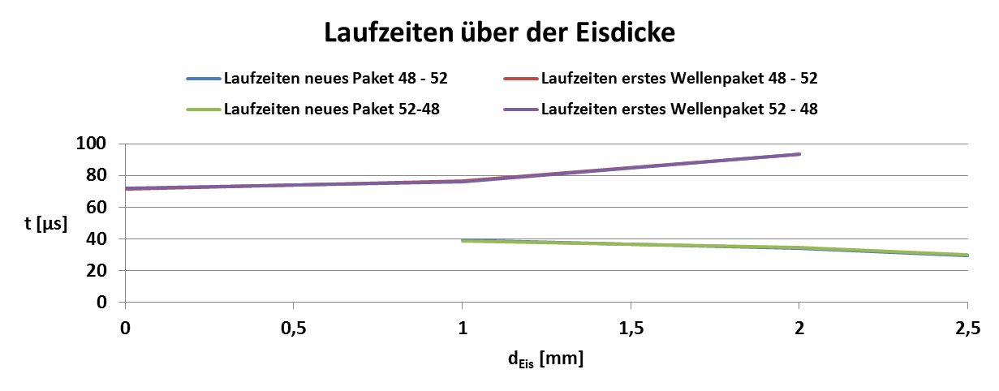 Laufzeiten über der Eisdicke
Laufzeiten neues Paket 48 - 52
Laufzeiten erstes Wellenpaket 48 - 52
Laufzeiten neues Paket 52-48
Laufzeiten erstes Wellenpaket 52 - 48
100
80
60
40
20
0
t [µs]
0 0,5 1 1,5 2 2,5
dEis [mm]